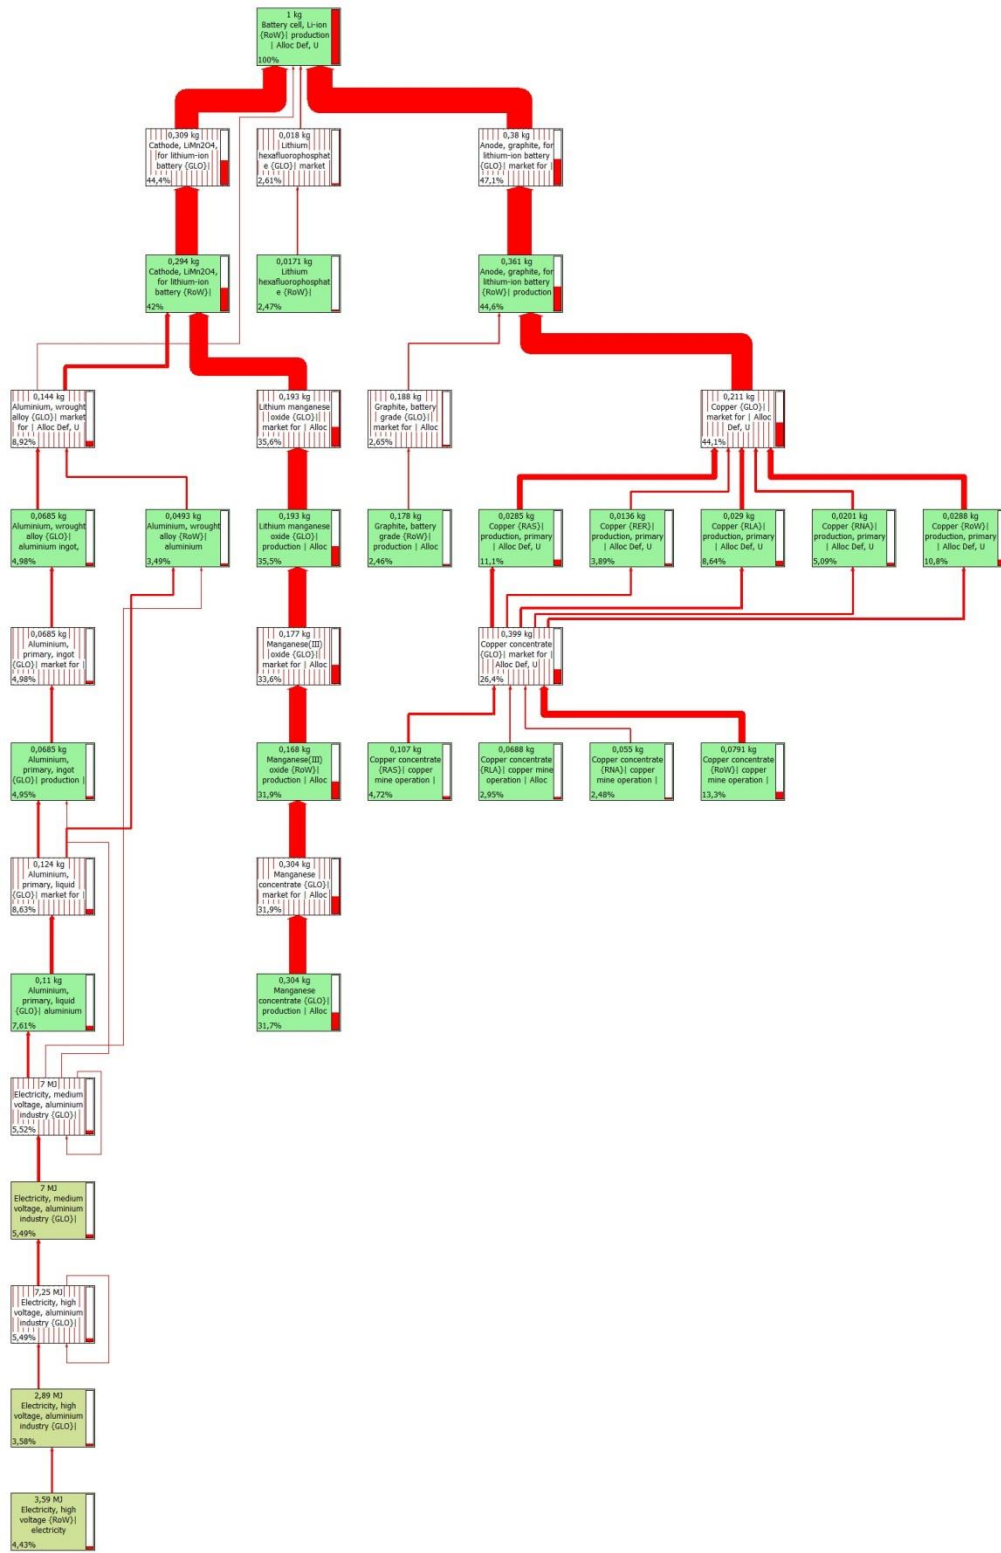 1 kg
Battery cell, Li-ion
{RoW}| production
| Alloc Def, U
100%
0,309 kg
Cathode, LiMn2O4,
for lithium-ion
battery {GLO}|
44,4%
0,018 kg
Lithium
hexafluorophosphat
e {GLO}| market
2,61%
0,38 kg
Anode, graphite, for
lithium-ion battery
{GLO}| market for |
47,1%
0,294 kg
Cathode, LiMn2O4,
for lithium-ion
battery {RoW}|
42%
0,0171 kg
Lithium
hexafluorophosphat
e {RoW}|
2,47%
0,361 kg
Anode, graphite, for
lithium-ion battery
{RoW}| production
44,6%
0,144 kg
Aluminium, wrought
alloy {GLO}| market
for | Alloc Def, U
8,92%
0,193 kg
Lithium manganese
oxide {GLO}|
market for | Alloc
35,6%
0,188 kg
Graphite, battery
grade {GLO}|
market for | Alloc
2,65%
0,211 kg
Copper {GLO}|
market for | Alloc
Def, U
44,1%
0,0685 kg
Aluminium, wrought
alloy {GLO}|
aluminium ingot,
4,98%
0,0493 kg
Aluminium, wrought
alloy {RoW}|
aluminium
3,49%
0,193 kg
Lithium manganese
oxide {GLO}|
production | Alloc
35,5%
0,178 kg
Graphite, battery
grade {RoW}|
production | Alloc
2,46%
0,0285 kg
Copper {RAS}|
production, primary
| Alloc Def, U
11,1%
0,0136 kg
Copper {RER}|
production, primary
| Alloc Def, U
3,89%
0,029 kg
Copper {RLA}|
production, primary
| Alloc Def, U
8,64%
0,0201 kg
Copper {RNA}|
production, primary
| Alloc Def, U
5,09%
0,0288 kg
Copper {RoW}|
production, primary
| Alloc Def, U
10,8%
0,0685 kg
Aluminium,
primary, ingot
{GLO}| market for |
4,98%
0,177 kg
Manganese(III)
oxide {GLO}|
market for | Alloc
33,6%
0,399 kg
Copper concentrate
{GLO}| market for |
Alloc Def, U
26,4%
0,0685 kg
Aluminium,
primary, ingot
{GLO}| production |
4,95%
0,168 kg
Manganese(III)
oxide {RoW}|
production | Alloc
31,9%
0,107 kg
Copper concentrate
{RAS}| copper
mine operation |
4,72%
0,0688 kg
Copper concentrate
{RLA}| copper mine
operation | Alloc
2,95%
0,055 kg
Copper concentrate
{RNA}| copper
mine operation |
2,48%
0,0791 kg
Copper concentrate
{RoW}| copper
mine operation |
13,3%
0,124 kg
Aluminium,
primary, liquid
{GLO}| market for |
8,63%
0,304 kg
Manganese
concentrate {GLO}|
market for | Alloc
31,9%
0,11 kg
Aluminium,
primary, liquid
{GLO}| aluminium
7,61%
0,304 kg
Manganese
concentrate {GLO}|
production | Alloc
31,7%
7 MJ
Electricity, medium
voltage, aluminium
industry {GLO}|
5,52%
7 MJ
Electricity, medium
voltage, aluminium
industry {GLO}|
5,49%
7,25 MJ
Electricity, high
voltage, aluminium
industry {GLO}|
5,49%
2,89 MJ
Electricity, high
voltage, aluminium
industry {GLO}|
3,58%
3,59 MJ
Electricity, high
voltage {RoW}|
electricity
4,43%